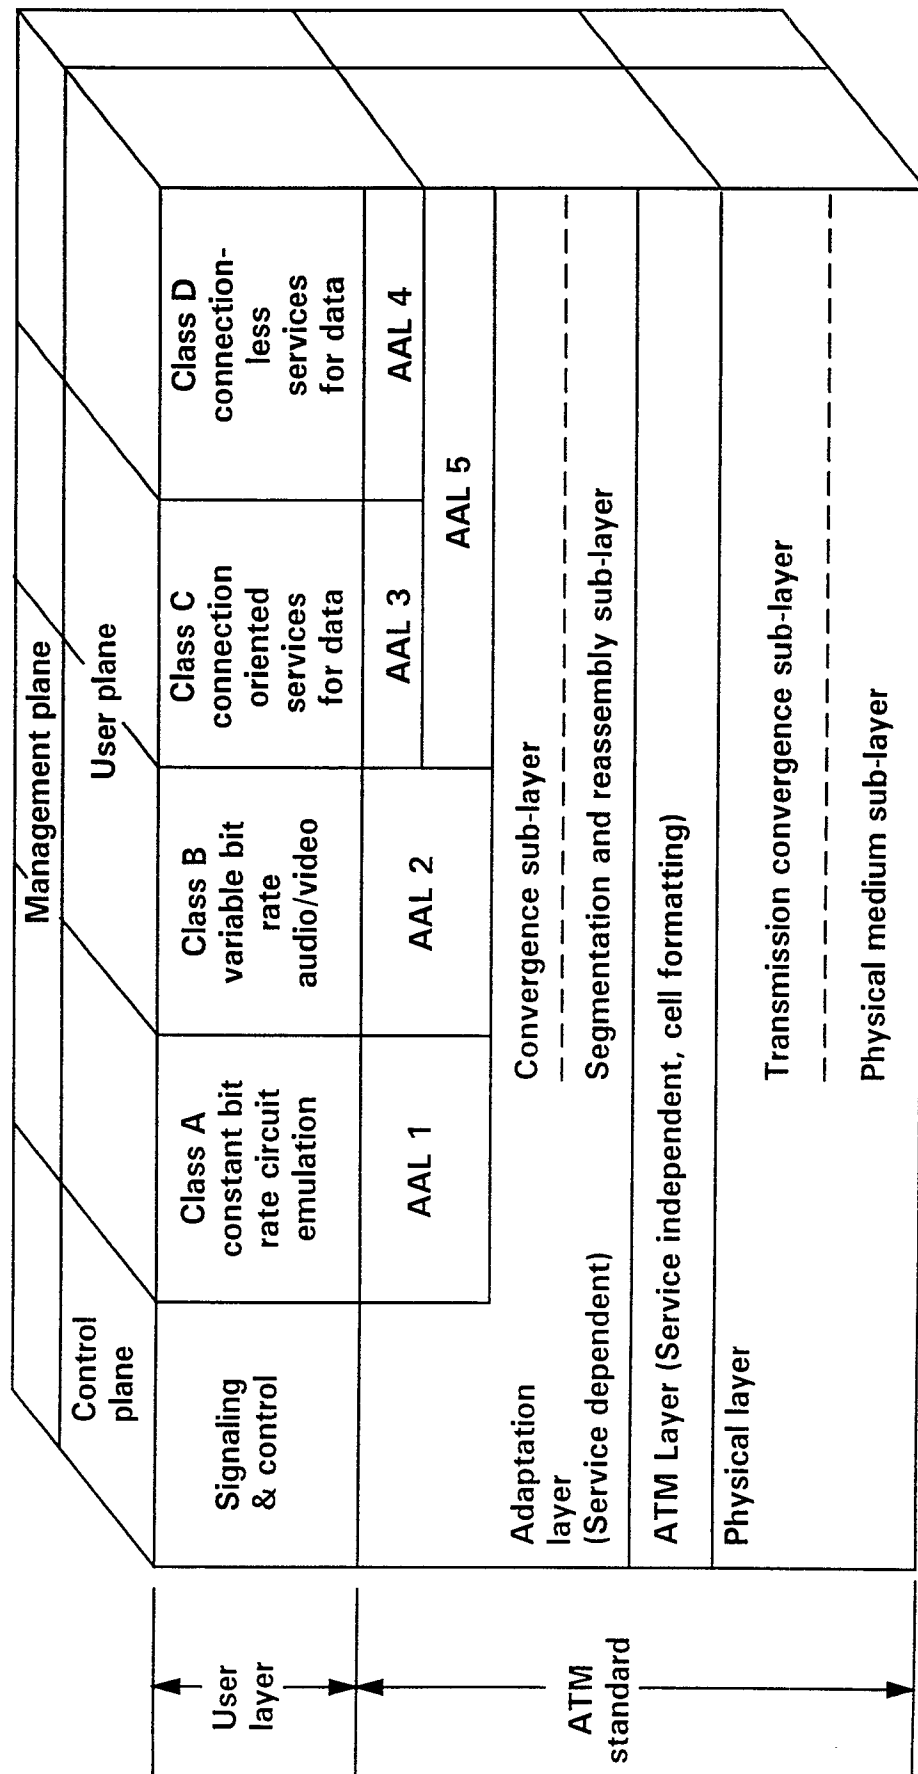 Management plane
User plane
Control
plane
Signaling
& control
Class A
constant bit
rate circuit
emulation
Class B
variable bit
rate
audio/video
Class C
connection
oriented
services
for data
Class D
connection-
less
services
for data
AAL 1
AAL 2
AAL 3
AAL 4
AAL 5
Adaptation
layer
(Service dependent)
Convergence sub-layer
Segmentation and reassembly sub-layer
ATM Layer (Service independent, cell formatting)
Physical layer
Transmission convergence sub-layer
Physical medium sub-layer
User
layer
ATM
standard